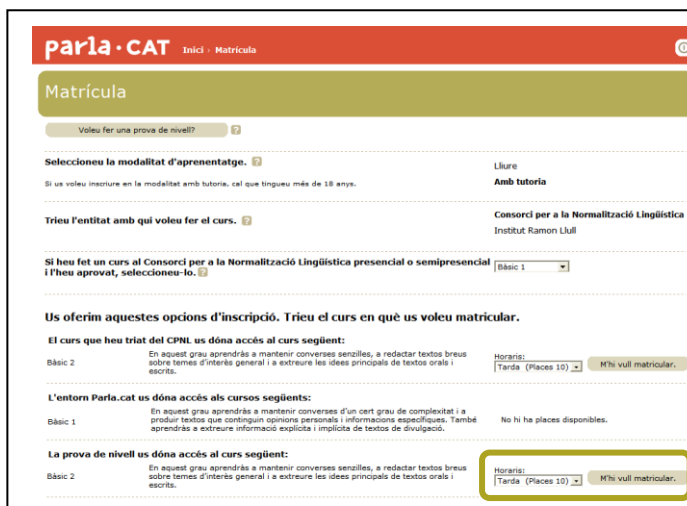 parla·CAT Inici › Matrícula
Matrícula
Voleu fer una prova de nivell? ?
Seleccioneu la modalitat d'aprenentatge. ?
Lliure
Si us voleu inscriure en la modalitat amb tutoria, cal que tingueu més de 18 anys.
Amb tutoria
Trieu l'entitat amb qui voleu fer el curs. ?
Consorci per a la Normalització Lingüística
Institut Ramon Llull
Si heu fet un curs al Consorci per a la Normalització Lingüística presencial o semipresencial
i l'heu aprovat, seleccioneu-lo. ?
Bàsic 1
Us oferim aquestes opcions d'inscripció. Trieu el curs en què us voleu matricular.
El curs que heu triat del CPNL us dóna accés al curs següent:
Bàsic 2
En aquest grau aprendràs a mantenir converses senzilles, a redactar textos breus
sobre temes d'interès general i a extreure les idees principals de textos orals i
escrits.
Horaris:
Tarda (Places 10)
M'hi vull matricular.
L'entorn Parla.cat us dóna accés als cursos següents:
Bàsic 1
En aquest grau aprendràs a mantenir converses d'un cert grau de complexitat i a
produir textos que continguin opinions personals i informacions específiques. També
aprendràs a extreure informació explícita i implícita de textos de divulgació.
No hi ha places disponibles.
La prova de nivell us dóna accés al curs següent:
Bàsic 2
En aquest grau aprendràs a mantenir converses senzilles, a redactar textos breus
sobre temes d'interès general i a extreure les idees principals de textos orals i
escrits.
Horaris:
Tarda (Places 10)
M'hi vull matricular.